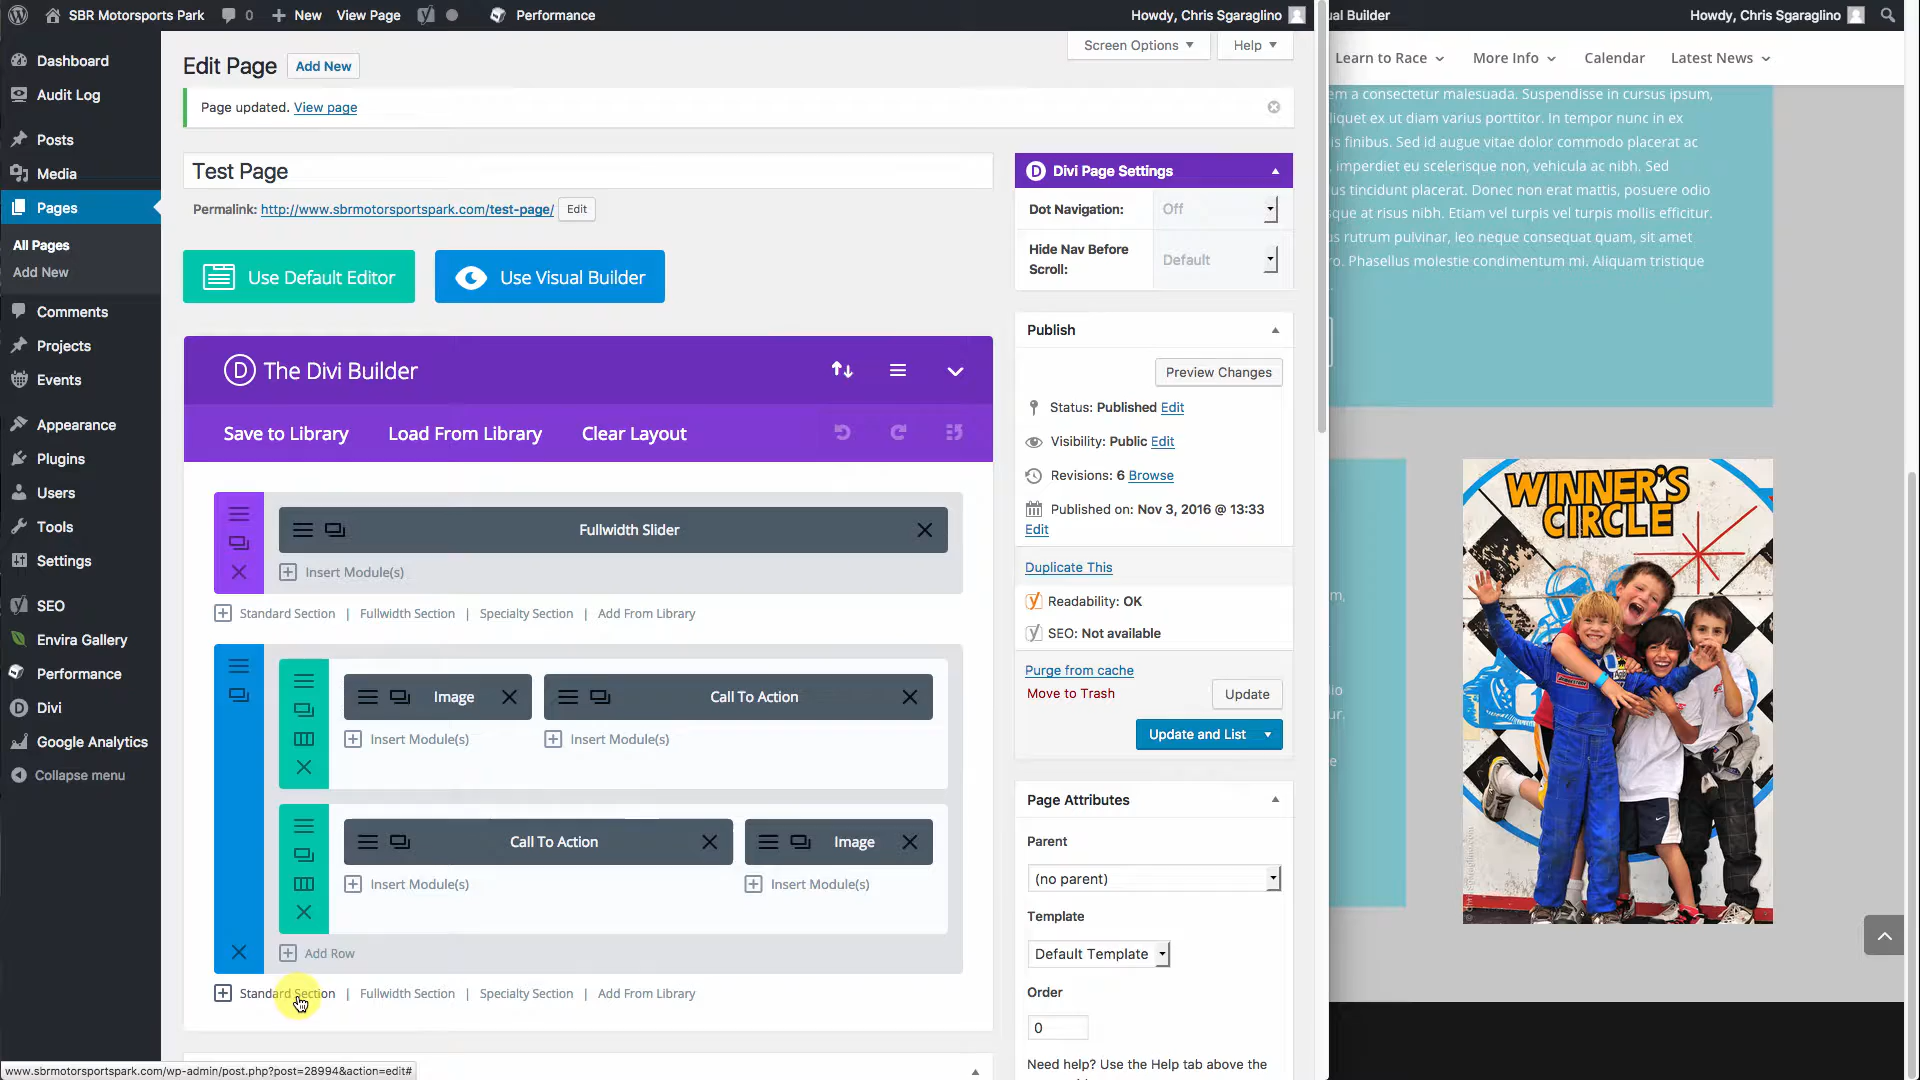 SBR Motorsports Park
0
New
View Page
Performance
Howdy, Chris Sgaraglino
Dashboard
Audit Log
Posts
Media
Pages
All Pages
Add New
Comments
Projects
Events
Appearance
Plugins
Users
Tools
Settings
SEO
Envira Gallery
Performance
Divi
Google Analytics
Collapse menu
Screen Options
Help
Edit Page
Add New
Page updated. View page
Test Page
Permalink: http://www.sbrmotorsportspark.com/test-page/ Edit
Use Default Editor
Use Visual Builder
D The Divi Builder
Save to Library
Load From Library
Clear Layout
Fullwidth Slider
Insert Module(s)
Standard Section | Fullwidth Section | Specialty Section | Add From Library
Image
Call To Action
Insert Module(s)
Insert Module(s)
Call To Action
Image
Insert Module(s)
Insert Module(s)
Add Row
Standard Section | Fullwidth Section | Specialty Section | Add From Library
D Divi Page Settings
Dot Navigation:
Off
Hide Nav Before
Scroll:
Default
Publish
Preview Changes
Status: Published Edit
Visibility: Public Edit
Revisions: 6 Browse
Published on: Nov 3, 2016 @ 13:33
Edit
Duplicate This
Readability: OK
SEO: Not available
Purge from cache
Move to Trash
Update
Update and List
Page Attributes
Parent
(no parent)
Template
Default Template
Order
0
Need help? Use the Help tab above the
www.sbrmotorsportspark.com/wp-admin/post.php?post=28994&action=edit#
ual Builder
Howdy, Chris Sgaraglino
Learn to Race
More Info
Calendar
Latest News
em a consectetur malesuada. Suspendisse in cursus ipsum,
liquet ex ut diam varius porttitor. In tempor nunc in ex
is finibus. Sed id augue vitae dolor commodo placerat ac
imperdiet eu scelerisque non, vehicula ac nibh. Sed
us tincidunt placerat. Donec non erat mattis, posuere odio
sque at risus nibh. Etiam vel turpis vel turpis mollis efficitur.
us rutrum pulvinar, leo neque consequat quam, sit amet
ro. Phasellus molestie condimentum mi. Aliquam tristique
WINNER'S
CIRCLE